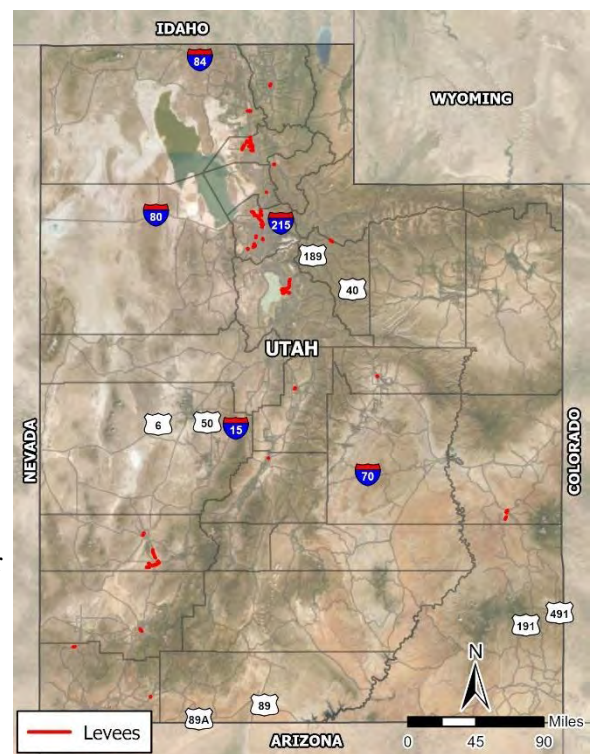 IDAHO
84
WYOMING
80
215
189
40
UTAH
6
50
15
70
NEVADA
COLORADO
191
491
N
89
89A
Levees
Miles
0
45
90
ARIZONA